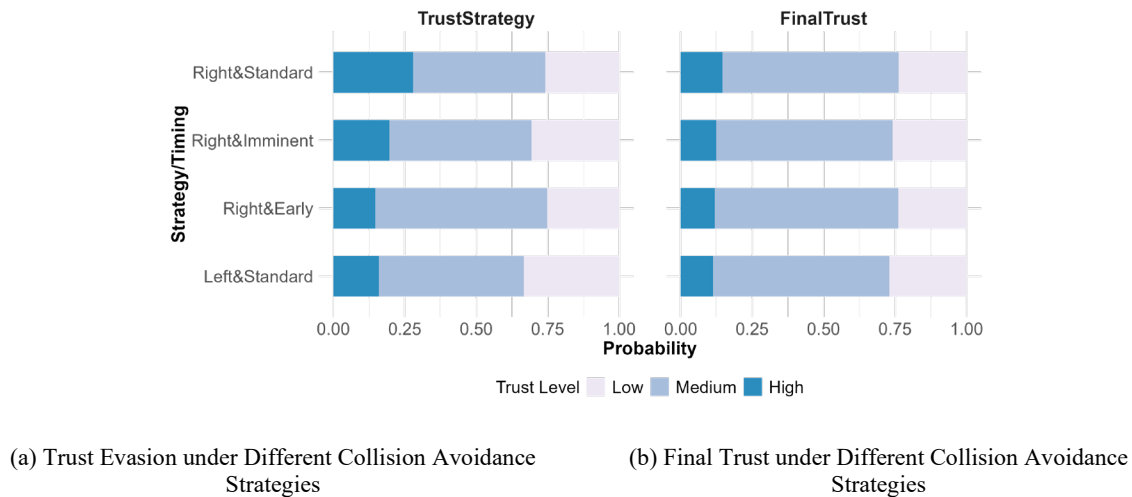 TrustStrategy
FinalTrust
Strategy/Timing
Right&Standard
Right&Imminent
Right&Early
Left&Standard
0.00 0.25 0.50 0.75 1.00
0.00 0.25 0.50 0.75 1.00
Probability
Trust Level Low Medium High
(a) Trust Evasion under Different Collision Avoidance
Strategies
(b) Final Trust under Different Collision Avoidance
Strategies